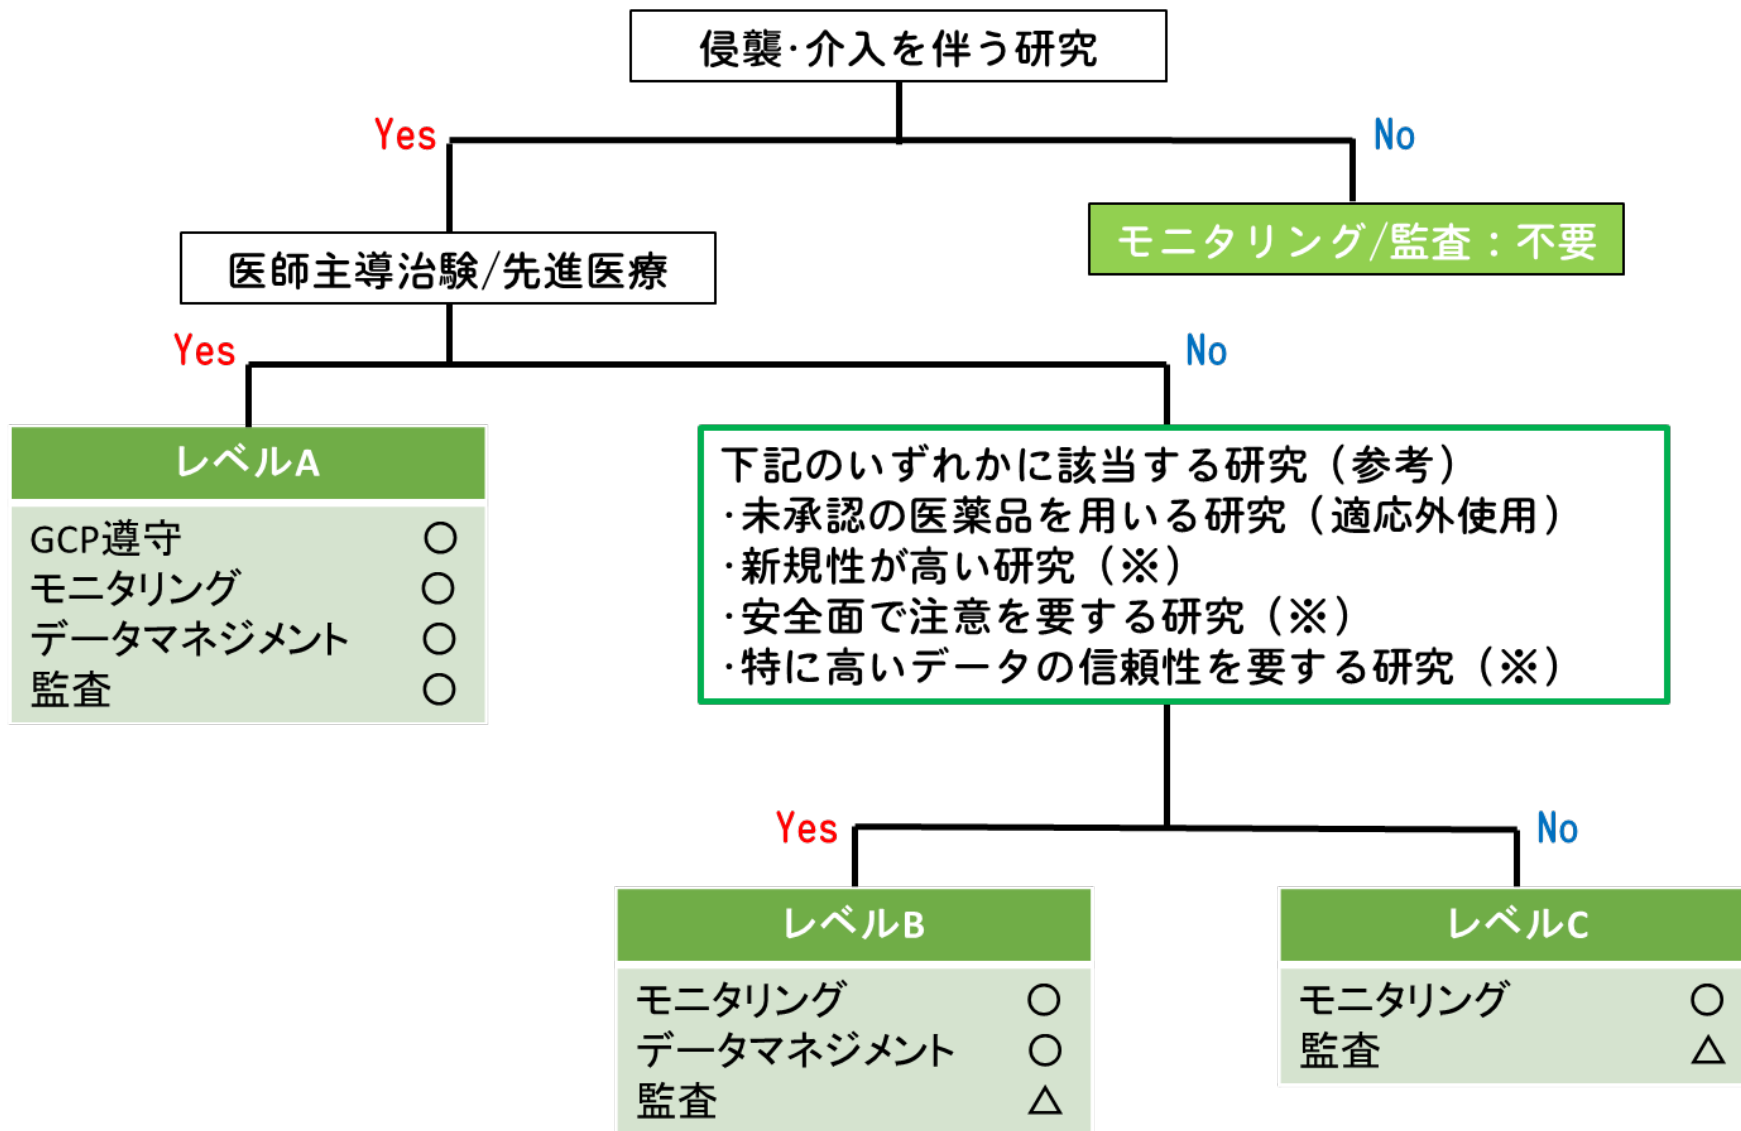 侵襲・介入を伴う研究
Yes
No
モニタリング/監査：不要
医師主導治験/先進医療
Yes
No
レベルA
GCP遵守 ○
モニタリング ○
データマネジメント ○
監査 ○
下記のいずれかに該当する研究（参考）
・未承認の医薬品を用いる研究（適応外使用）
・新規性が高い研究（※）
・安全面で注意を要する研究（※）
・特に高いデータの信頼性を要する研究（※）
Yes
No
レベルB
モニタリング ○
データマネジメント ○
監査 △
レベルC
モニタリング ○
監査 △